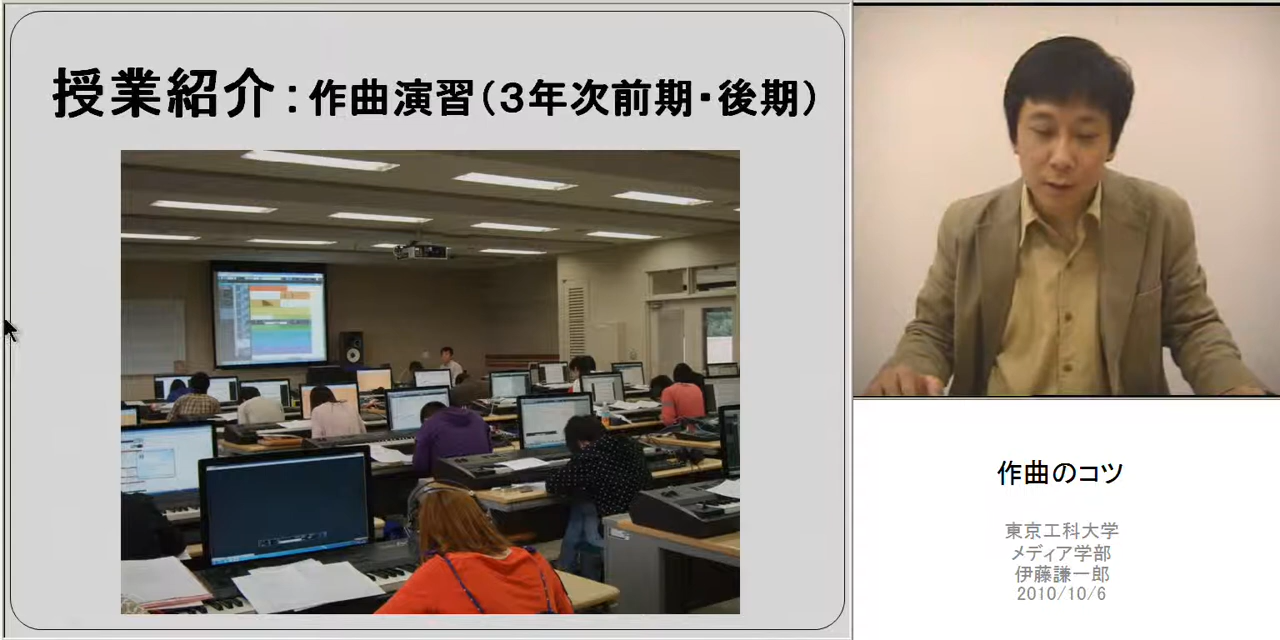 授業紹介：作曲演習（３年次前期・後期）
作曲のコツ
東京工科大学
メディア学部
伊藤謙一郎
2010/10/6